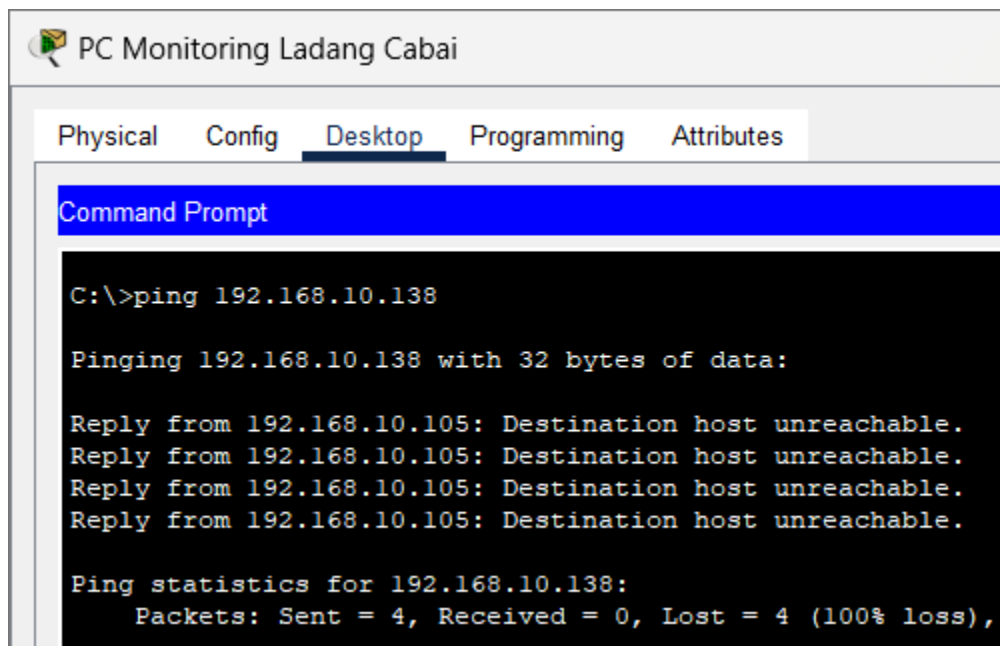 PC Monitoring Ladang Cabai
Physical Config Desktop Programming Attributes
Command Prompt
C:\>ping 192.168.10.138
Pinging 192.168.10.138 with 32 bytes of data:
Reply from 192.168.10.105: Destination host unreachable.
Reply from 192.168.10.105: Destination host unreachable.
Reply from 192.168.10.105: Destination host unreachable.
Reply from 192.168.10.105: Destination host unreachable.
Ping statistics for 192.168.10.138:
Packets: Sent = 4, Received = 0, Lost = 4 (100% loss),